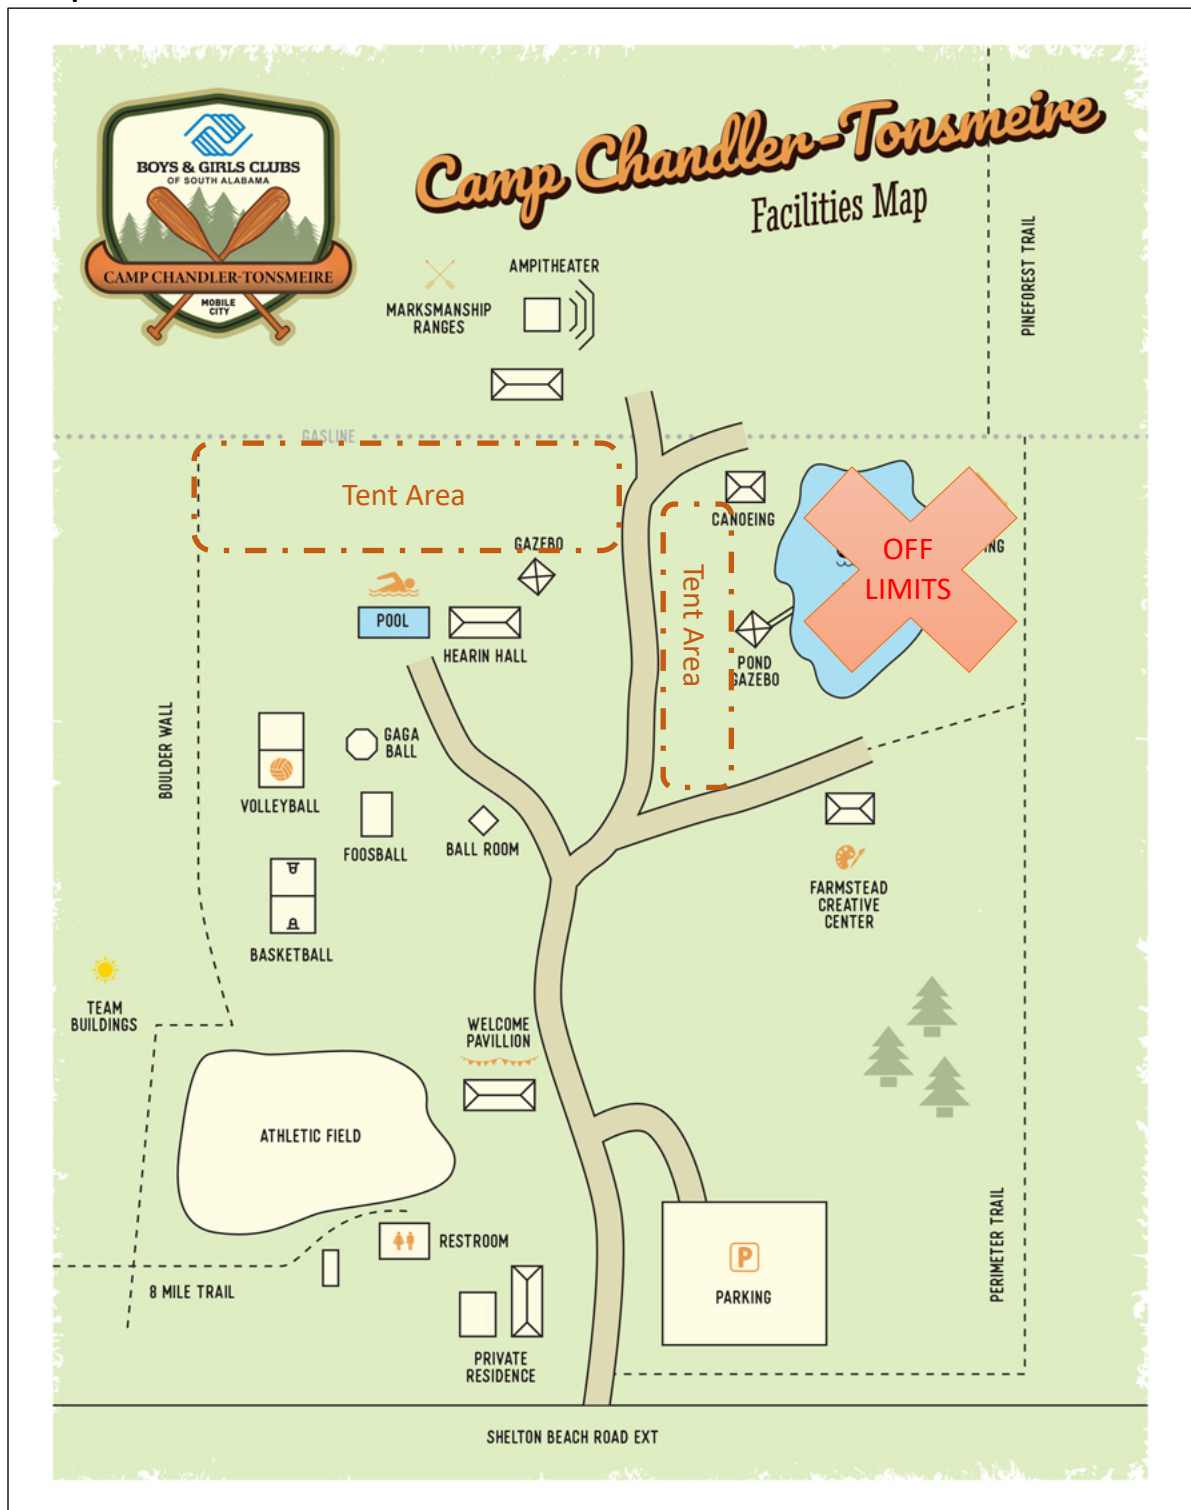 BOYS & GIRLS CLUBS
OF SOUTH ALABAMA
CAMP CHANDLER-TONSMEIRE
MOBILE
CITY
Camp Chandler-Tonsmeire
Facilities Map
PINEFOREST TRAIL
AMPITHEATER
MARKSMANSHIP
RANGES
GASLINE
Tent Area
CANOEING
OFF
LIMITS
GAZEBO
POOL
HEARIN HALL
Tent Area
POND
GAZEBO
BOULDER WALL
GAGA
BALL
VOLLEYBALL
FOOSBALL
BALL ROOM
FARMSTEAD
CREATIVE
CENTER
BASKETBALL
TEAM
BUILDINGS
WELCOME
PAVILLION
ATHLETIC FIELD
RESTROOM
8 MILE TRAIL
P
PARKING
PERIMETER TRAIL
PRIVATE
RESIDENCE
SHELTON BEACH ROAD EXT